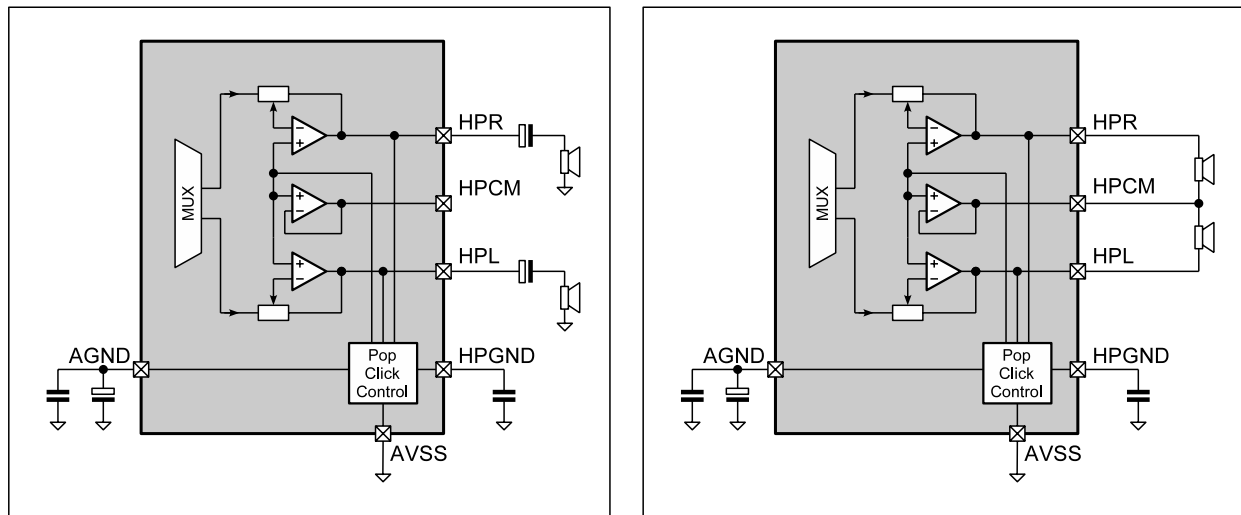 HPR
MUX
HPCM
HPL
AGND
Pop
Click
Control
HPGND
AVSS
HPR
MUX
HPCM
HPL
AGND
Pop
Click
Control
HPGND
AVSS